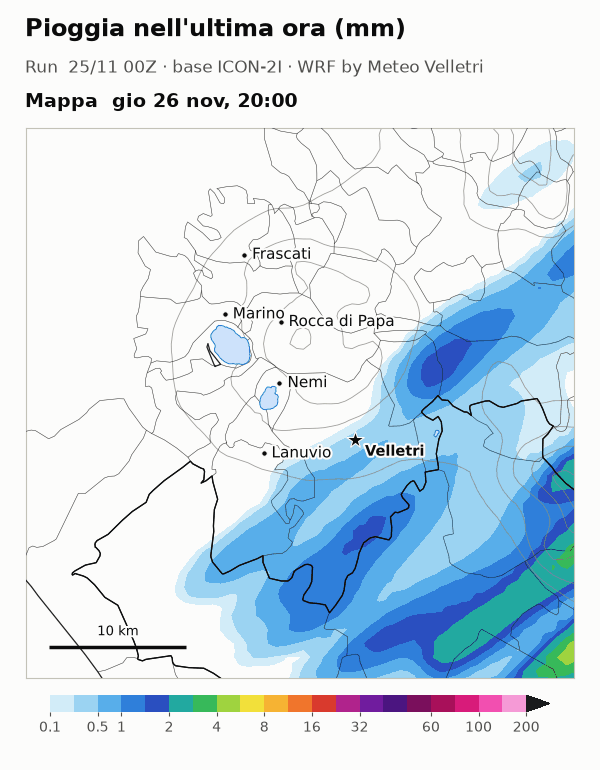 Pioggia nell'ultima ora (mm)
Run 25/11 00Z · base ICON-2I · WRF by Meteo Velletri
Mappa gio 26 nov, 20:00
Frascati
Marino
Rocca di Papa
Nemi
Velletri
Lanuvio
10 km
0.1 0.5 1 2 4 8 16 32 60 100 200